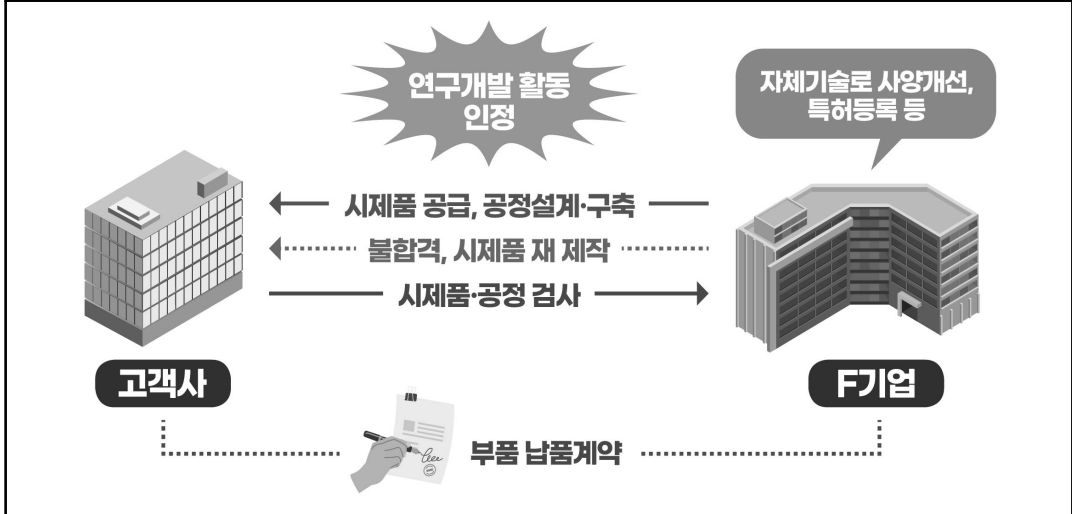 연구개발 활동
인정
자체기술로 사양개선,
특허등록 등
시제품 공급, 공정설계·구축
불합격, 시제품 재 제작
시제품·공정 검사
고객사
F기업
부품 납품계약